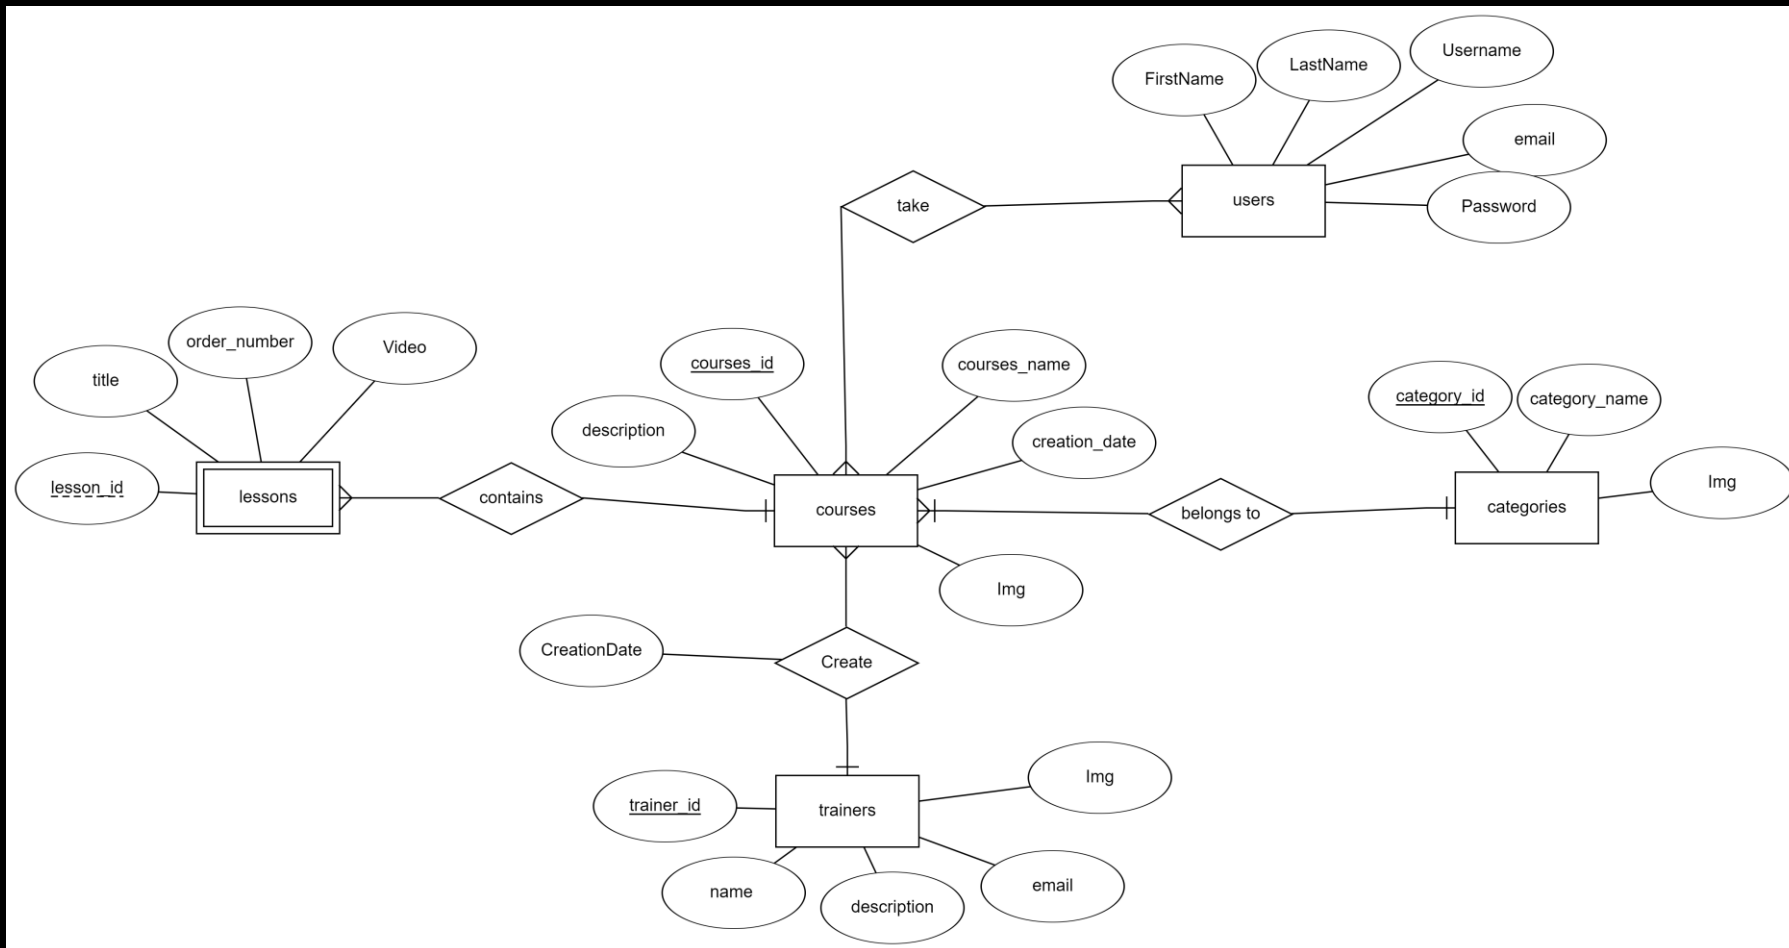 Username
LastName
FirstName
email
users
take
Password
order_number
Video
title
courses_id
courses_name
category_id
category_name
description
creation_date
lesson_id
lessons
contains
courses
belongs to
categories
Img
Img
CreationDate
Create
Img
trainer_id
trainers
name
description
email